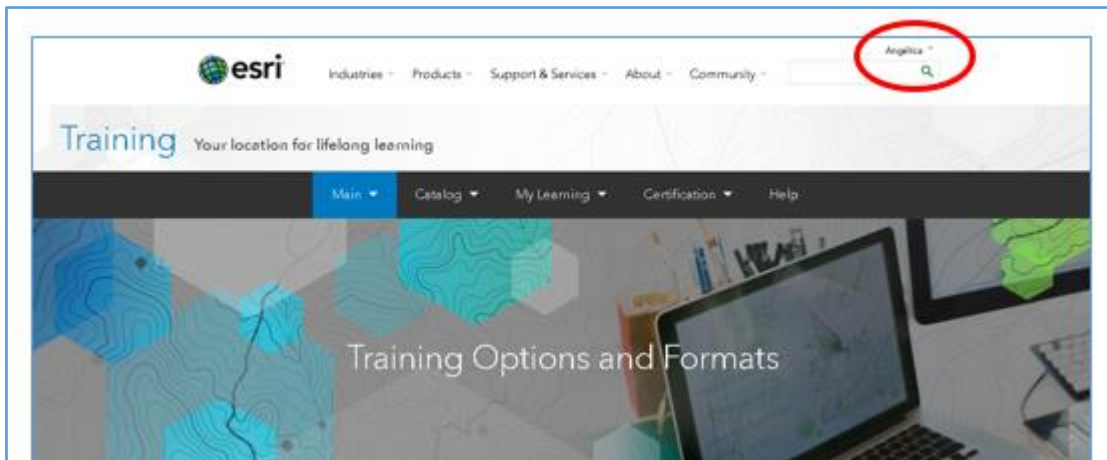 Angélica
esri Industries Products Support & Services About Community
Training Your location for lifelong learning
Main Catalog My Learning Certification Help
Training Options and Formats